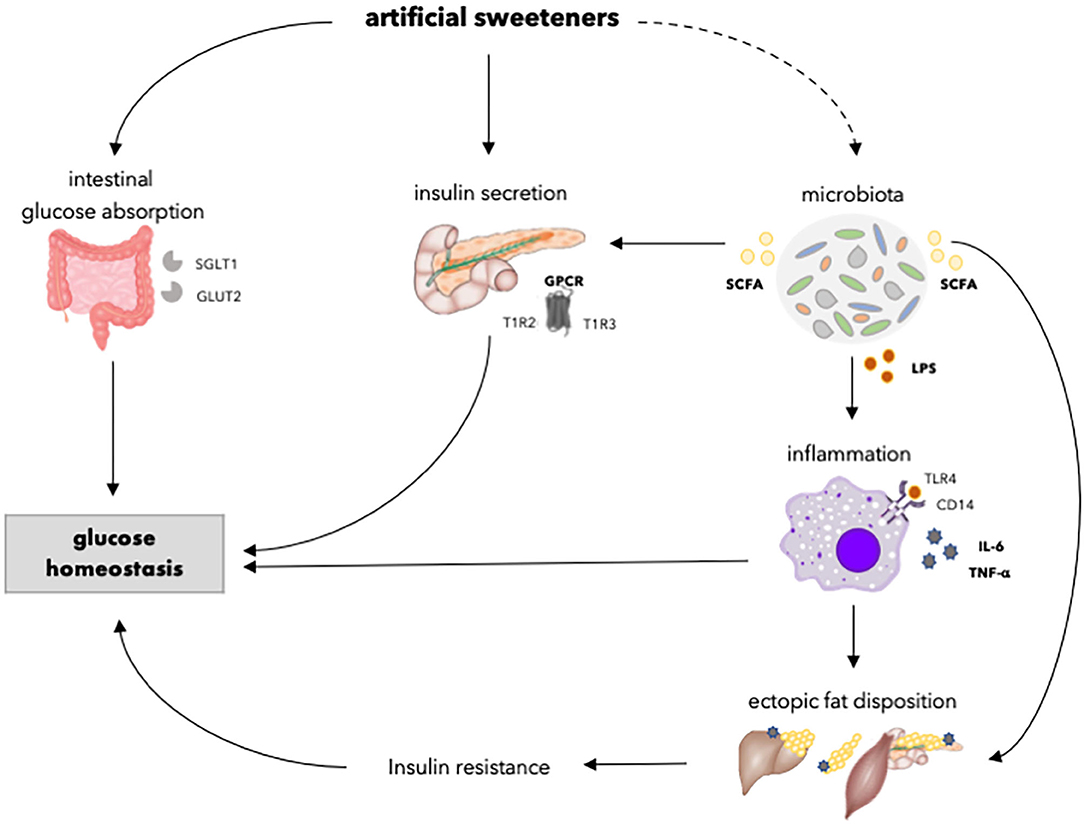 artificial sweeteners
intestinal
glucose absorption
SGLT1
GLUT2
insulin secretion
GPCR
T1R2
T1R3
microbiota
SCFA
SCFA
LPS
inflammation
TLR4
CD14
IL-6
TNF-α
glucose
homeostasis
ectopic fat disposition
Insulin resistance